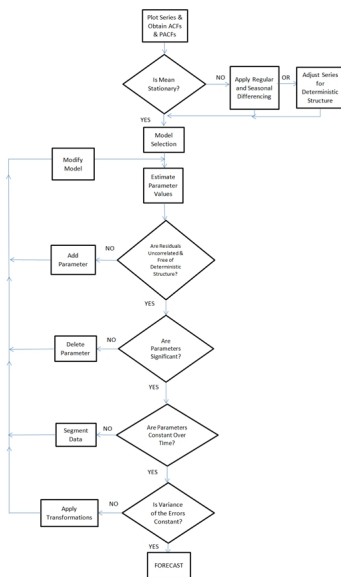 Plot Series &
Obtain ACFs
& PACFs
Is Mean
Stationary?
NO
Apply Regular
and Seasonal
Differencing
OR
Adjust Series
for
Deterministic
Structure
YES
Model
Selection
Modify
Model
Estimate
Parameter
Values
Are Residuals
Uncorrelated &
Free of
Deterministic
Structure?
NO
Add
Parameter
YES
Are
Parameters
Significant?
NO
Delete
Parameter
YES
Are Parameters
Constant Over
Time?
NO
Segment
Data
YES
Is Variance
of the Errors
Constant?
NO
Apply
Transformations
YES
FORECAST